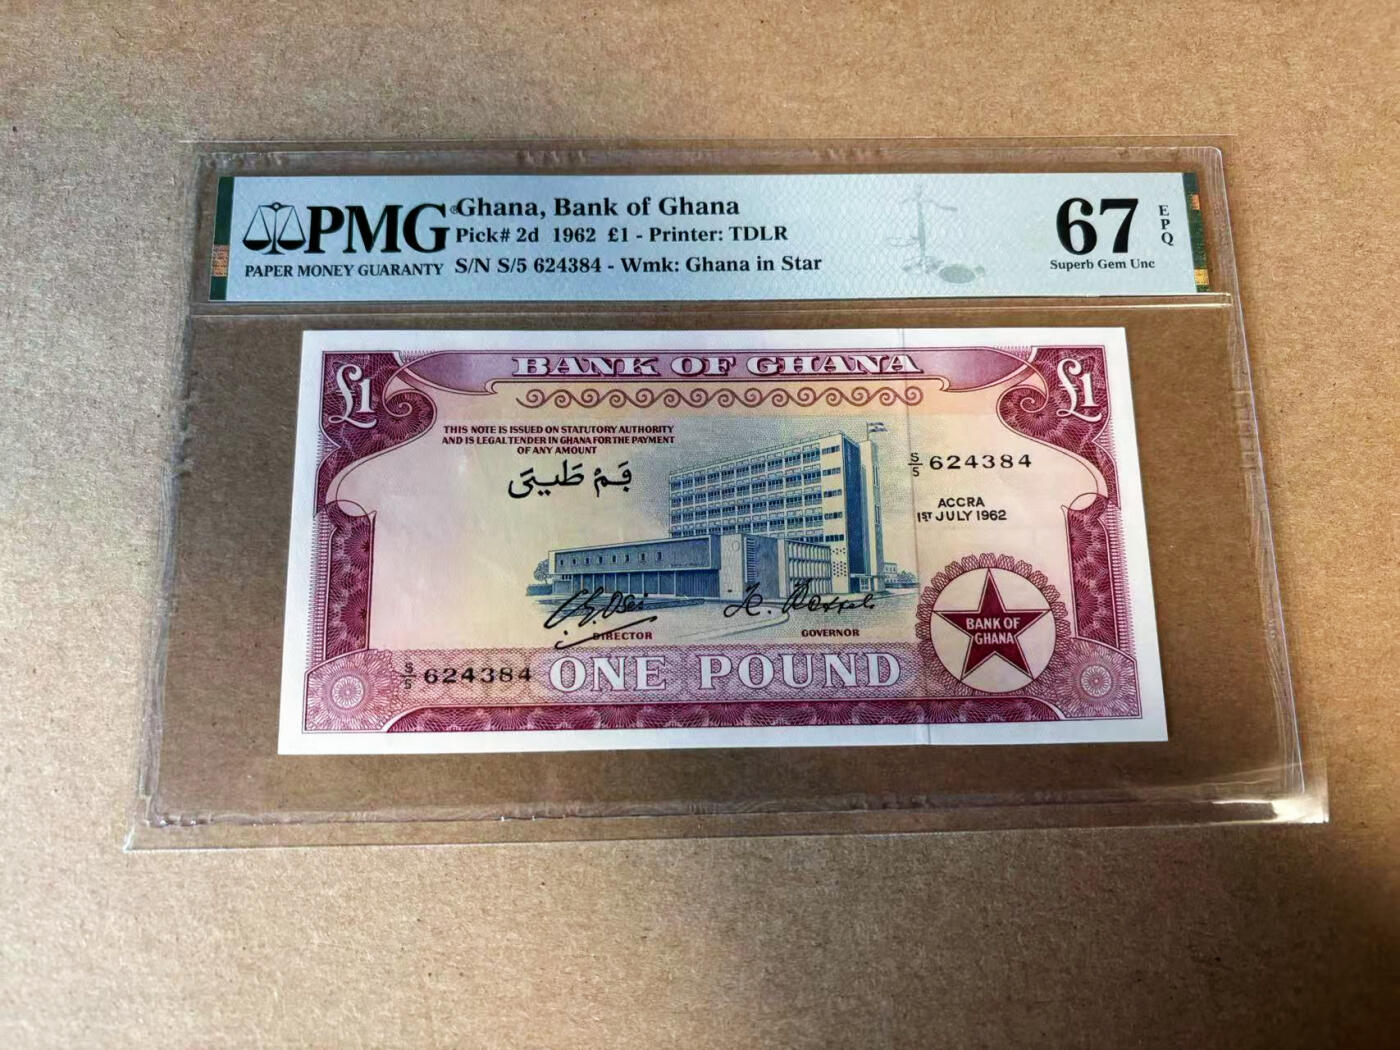 PMG
PAPER MONEY GUARANTY
Ghana, Bank of Ghana
Pick# 2d 1962 £1 - Printer: TDLR
S/N S/5 624384 - Wmk: Ghana in Star
67
EPQ
Superb Gem Unc
BANK OF GHANA
£1
£1
THIS NOTE IS ISSUED ON STATUTORY AUTHORITY
AND IS LEGAL TENDER IN GHANA FOR THE PAYMENT
OF ANY AMOUNT
S/5 624384
ACCRA
1ST JULY 1962
DIRECTOR
GOVERNOR
BANK OF
GHANA
S/5 624384
ONE POUND